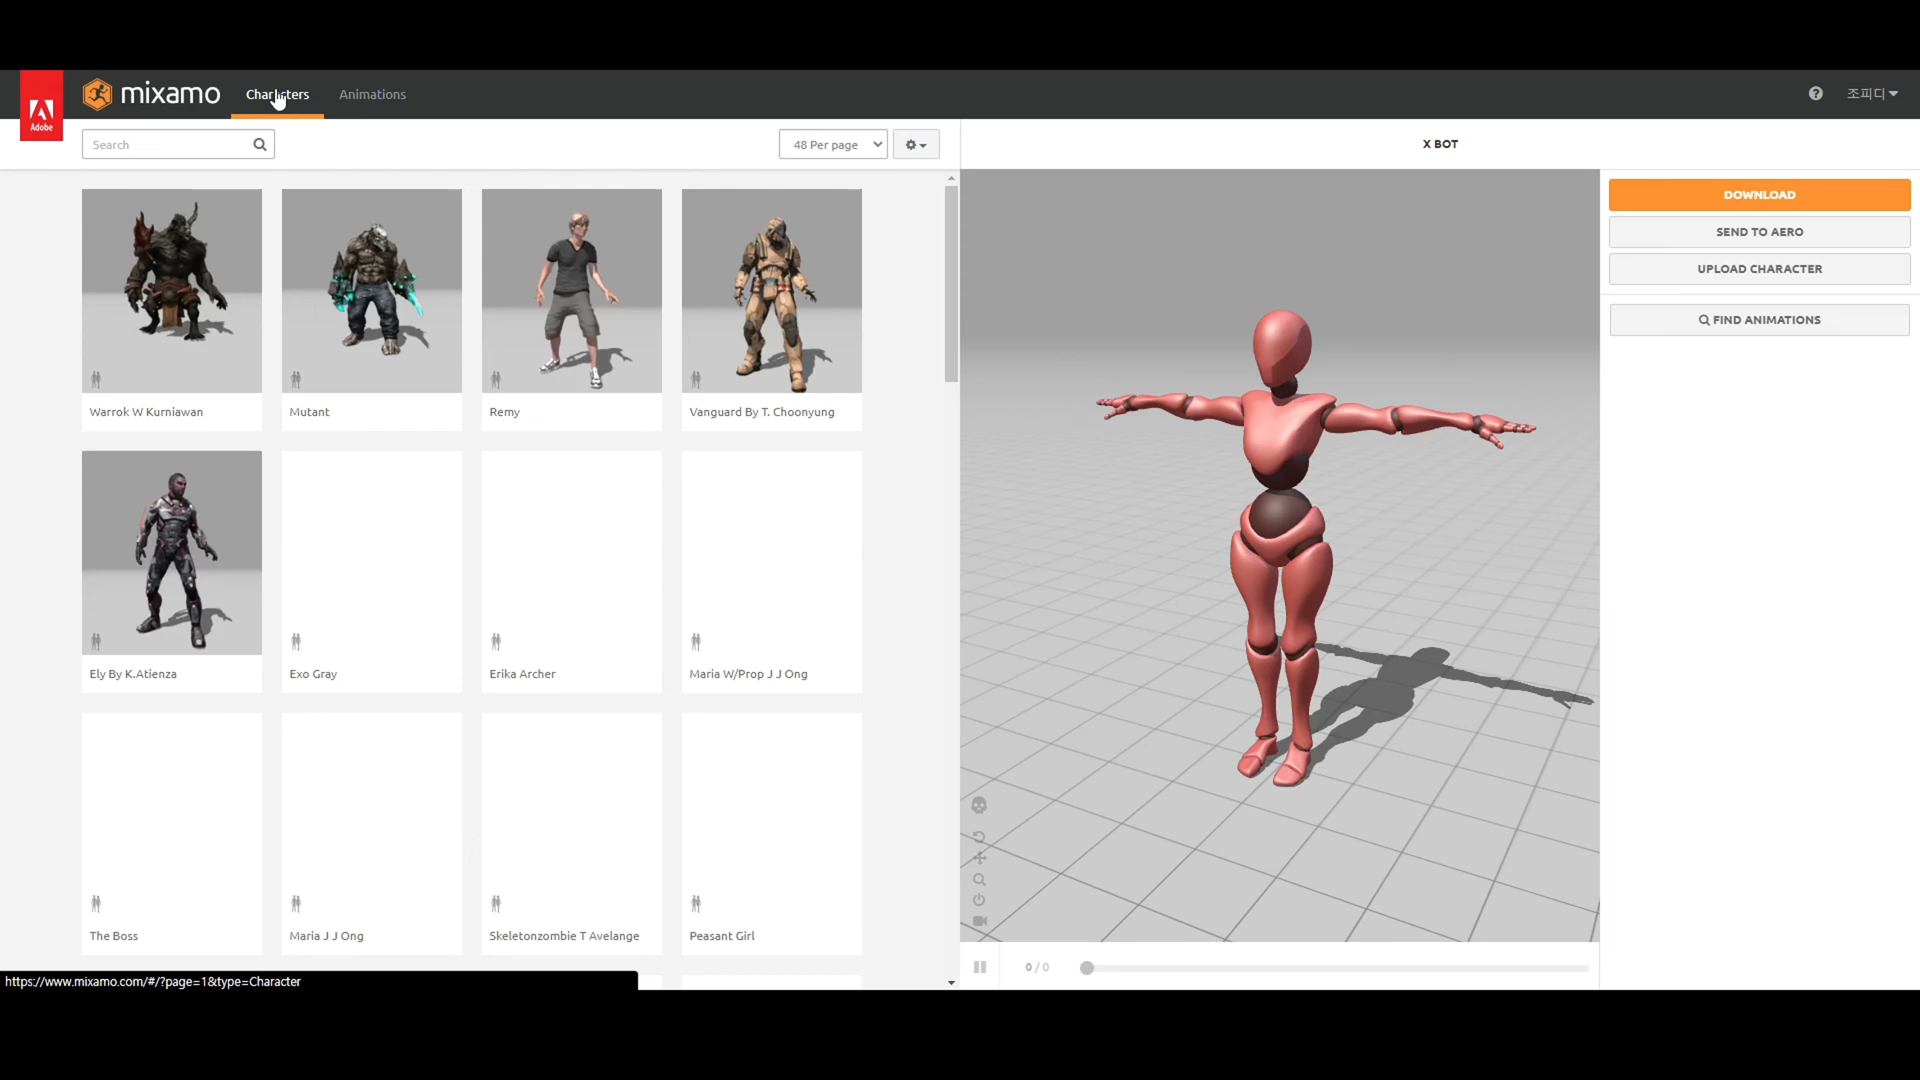 Adobe
mixamo
Characters
Animations
조피디
Search
48 Per page
X BOT
Warrok W Kurniawan
Mutant
Remy
Vanguard By T. Choonyung
Ely By K.Atienza
Exo Gray
Erika Archer
Maria W/Prop J J Ong
The Boss
Maria J J Ong
Skeletonzombie T Avelange
Peasant Girl
DOWNLOAD
SEND TO AERO
UPLOAD CHARACTER
FIND ANIMATIONS
0 / 0
https://www.mixamo.com/#/?page=1&type=Character